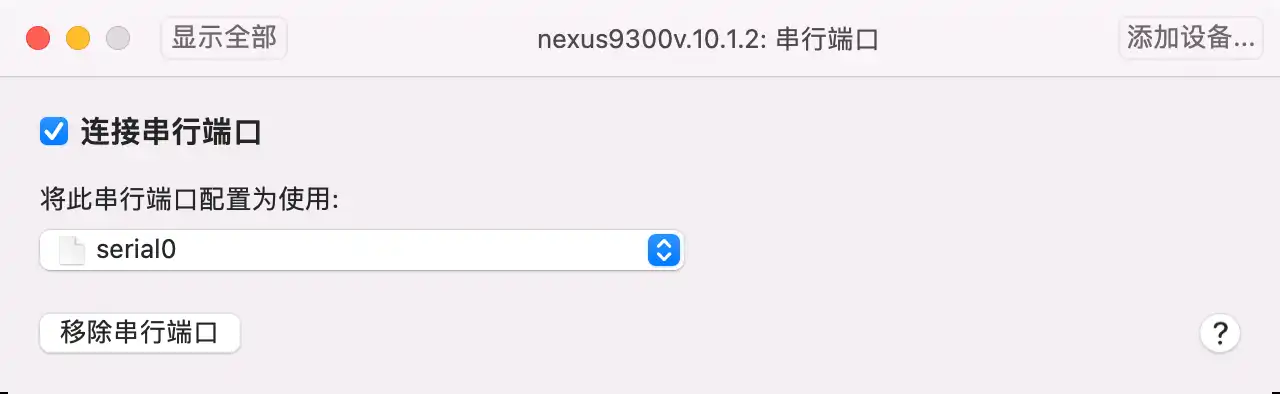 显示全部
nexus9300v.10.1.2: 串行端口
添加设备...
连接串行端口
将此串行端口配置为使用:
serial0
移除串行端口
?